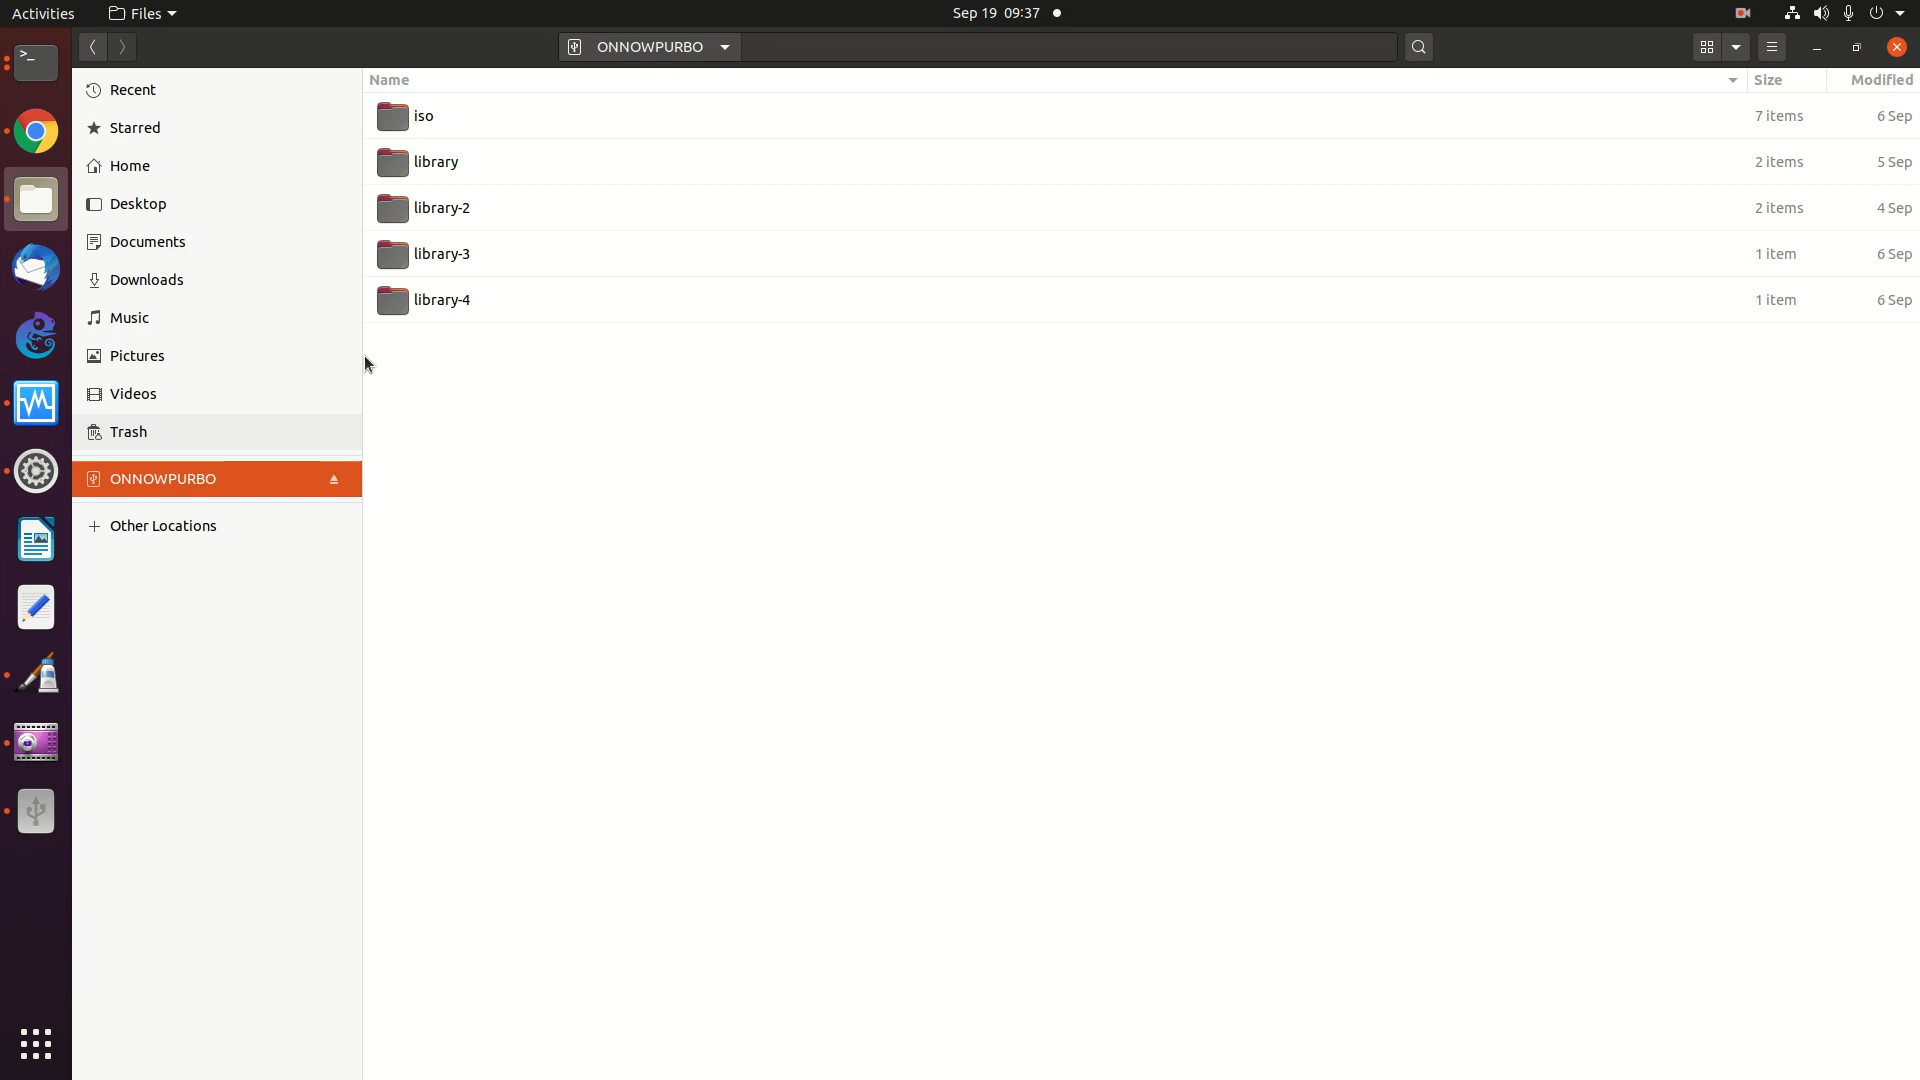 Activities Files Sep 19 09:37
ONNOWPURBO
Name Size Modified
Recent
Starred
Home
Desktop
Documents
Downloads
Music
Pictures
Videos
Trash
ONNOWPURBO
Other Locations
iso 7 items 6 Sep
library 2 items 5 Sep
library-2 2 items 4 Sep
library-3 1 item 6 Sep
library-4 1 item 6 Sep